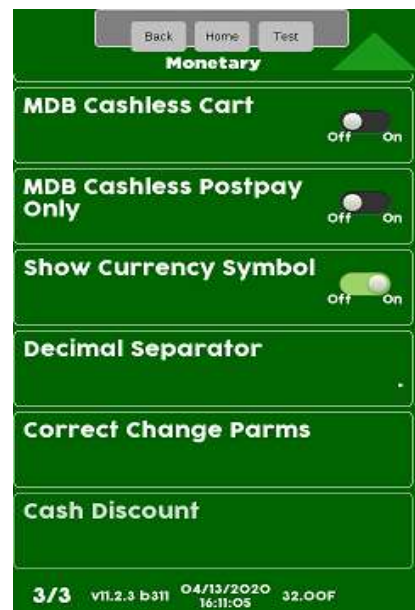 Back Home Test
Monetary
MDB Cashless Cart
Off On
MDB Cashless Postpay
Only
Off On
Show Currency Symbol
Off On
Decimal Separator
.
Correct Change Parms
Cash Discount
3/3 v11.2.3 b311 04/13/2020
16:11:05 32.00F